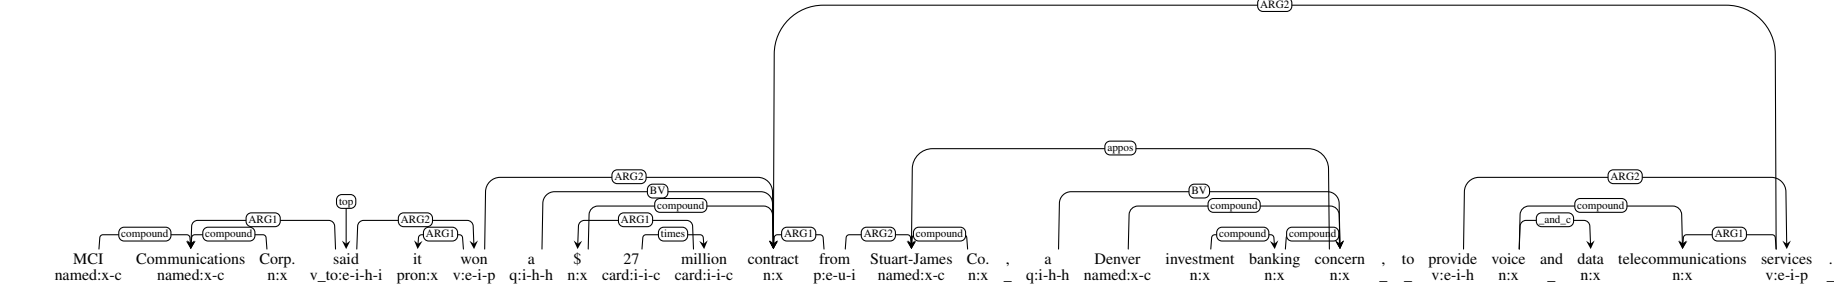 ARG2
appos
ARG2 ARG2
BV BV
top compound compound compound
ARG1 ARG2 ARG1 _and_c
compound compound ARG1 times ARG1 ARG2 compound compound compound ARG1
MCI Communications Corp. said it won a $ 27 million contract from Stuart-James Co. , a Denver investment banking concern , to provide voice and data telecommunications services .
named:x-c named:x-c n:x v_to:e-i-h-i pron:x v:e-i-p q:i-h-h n:x card:i-i-c card:i-i-c n:x p:e-u-i named:x-c n:x _ q:i-h-h named:x-c n:x n:x n:x _ _ v:e-i-h n:x _ n:x n:x v:e-i-p _